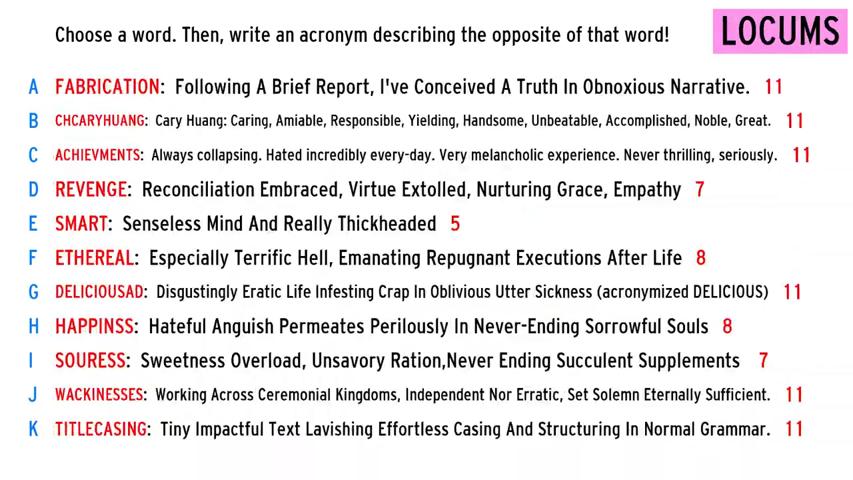 Choose a word. Then, write an acronym describing the opposite of that word!
LOCUMS
A FABRICATION: Following A Brief Report, I've Conceived A Truth In Obnoxious Narrative. 11
B CHCARYHUANG: Cary Huang: Caring, Amiable, Responsible, Yielding, Handsome, Unbeatable, Accomplished, Noble, Great. 11
C ACHIEVMENTS: Always collapsing. Hated incredibly every-day. Very melancholic experience. Never thrilling, seriously. 11
D REVENGE: Reconciliation Embraced, Virtue Extolled, Nurturing Grace, Empathy 7
E SMART: Senseless Mind And Really Thickheaded 5
F ETHEREAL: Especially Terrific Hell, Emanating Repugnant Executions After Life 8
G DELICIOUSAD: Disgustingly Eratic Life Infesting Crap In Oblivious Utter Sickness (acronymized DELICIOUS) 11
H HAPPINSS: Hateful Anguish Permeates Perilously In Never-Ending Sorrowful Souls 8
I SOURESS: Sweetness Overload, Unsavory Ration,Never Ending Succulent Supplements 7
J WACKINESSES: Working Across Ceremonial Kingdoms, Independent Nor Erratic, Set Solemn Eternally Sufficient. 11
K TITLECASING: Tiny Impactful Text Lavishing Effortless Casing And Structuring In Normal Grammar. 11